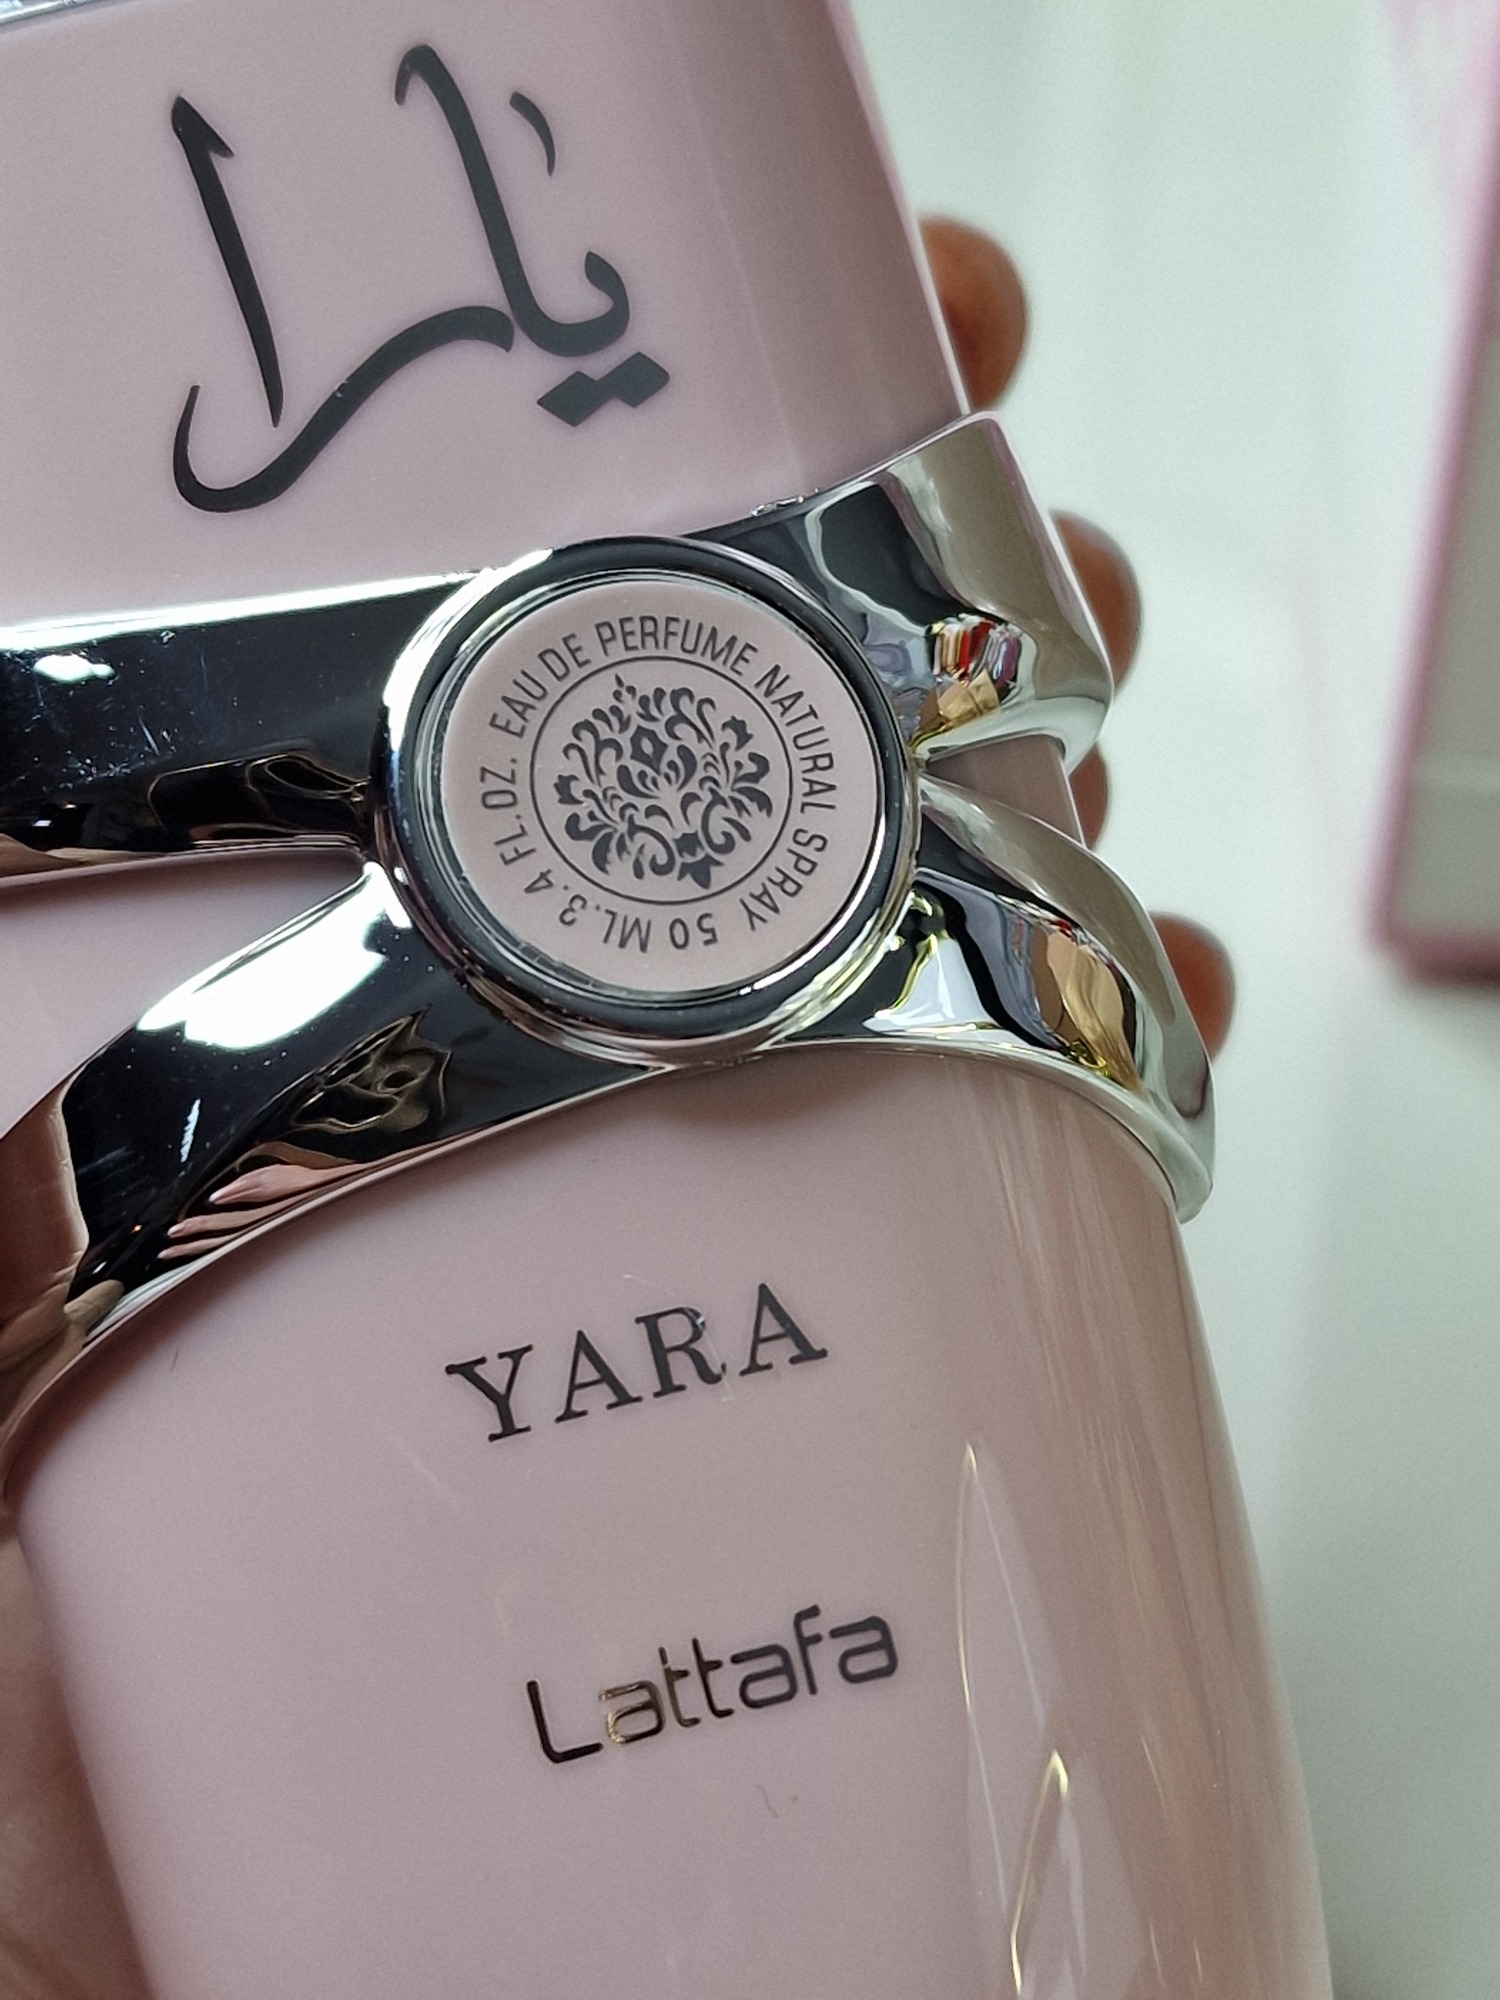 يارا
EAU DE PERFUME NATURAL SPRAY 50 ML.3.4 FL.OZ.
YARA
Lattafa